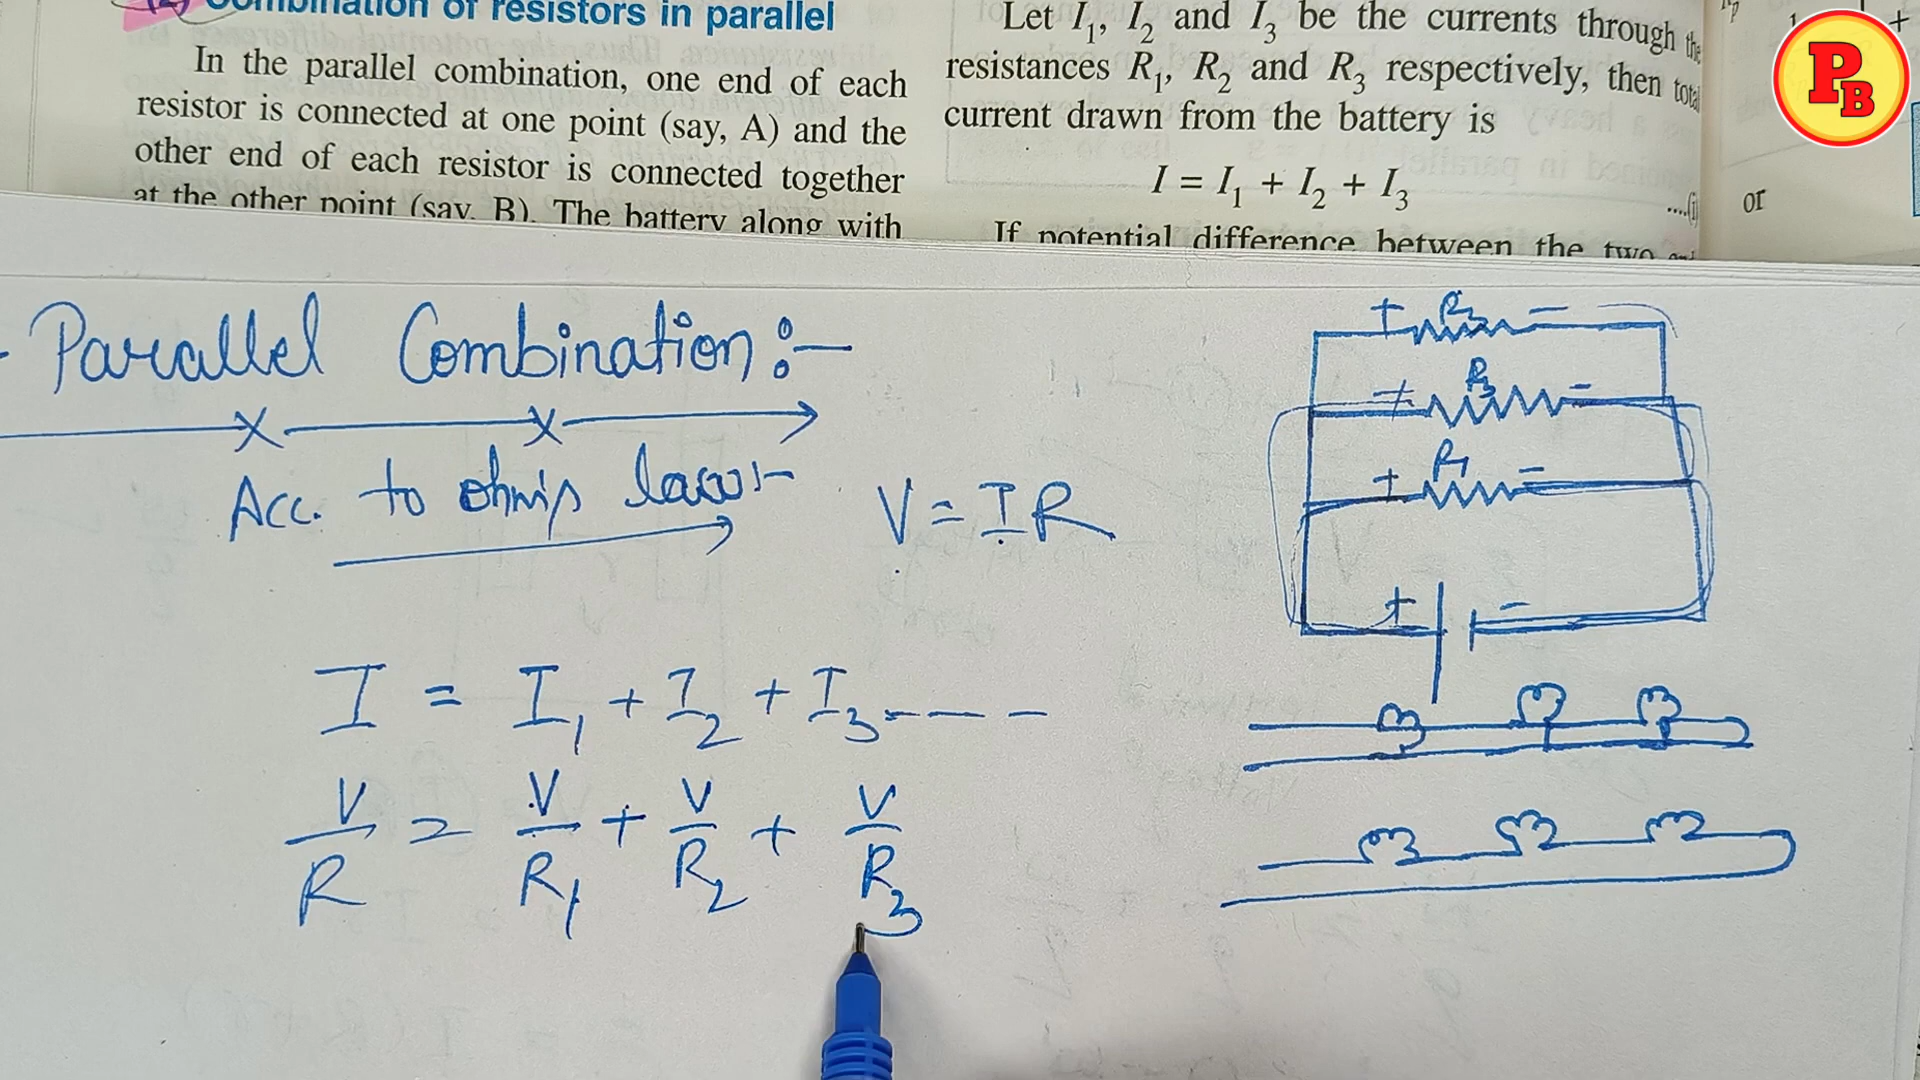 Combination of resistors in parallel
In the parallel combination, one end of each
resistor is connected at one point (say, A) and the
other end of each resistor is connected together
at the other point (say, B). The battery along with
Let I₁, I₂ and I₃ be the currents through the
resistances R₁, R₂ and R₃ respectively, then total
current drawn from the battery is
I = I₁ + I₂ + I₃ ....(i)
If potential difference between the two
or
+
PB
Parallel Combination :-
Acc. to ohm's law:- V = IR
I = I₁ + I₂ + I₃ - - - -
V/R = V/R₁ + V/R₂ + V/R₃
+ R₃ -
+ -
+ R₁ -
+ -